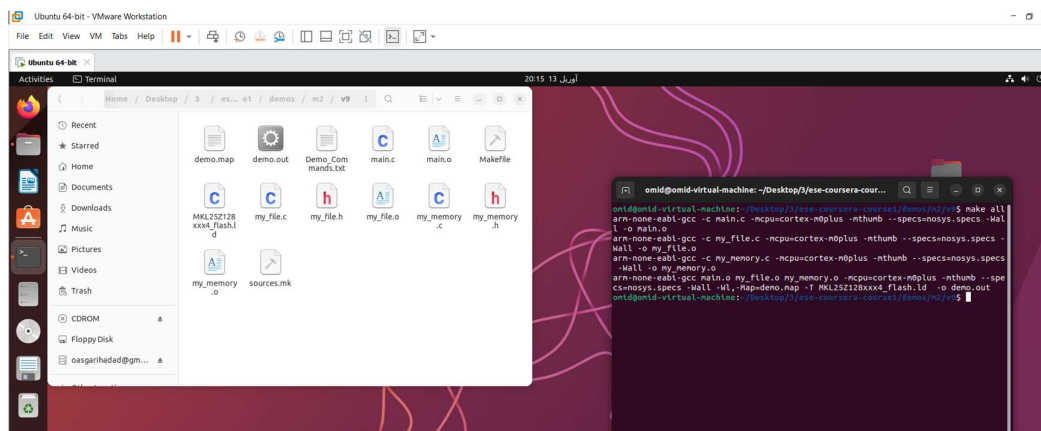 Ubuntu 64-bit - VMware Workstation
File Edit View VM Tabs Help
Ubuntu 64-bit
Activities Terminal 20:15 13 آوریل
Home / Desktop / 3 / es... e1 / demos / m2 / v9
Recent
Starred
Home
Documents
Downloads
Music
Pictures
Videos
Trash
CDROM
Floppy Disk
oasgarihadad@gm...
demo.map demo.out Demo_Com main.c main.o Makefile
mands.txt
MKL25Z128 my_file.c my_file.h my_file.o my_memory my_memory
xxx4_flash.l .c .h
d
my_memory sources.mk
.o
omid@omid-virtual-machine: ~/Desktop/3/ese-coursera-cour...
omid@omid-virtual-machine:~/Desktop/3/ese-coursera-course1/demos/m2/v9$ make all
arm-none-eabi-gcc -c main.c -mcpu=cortex-m0plus -mthumb --specs=nosys.specs -Wal
l -o main.o
arm-none-eabi-gcc -c my_file.c -mcpu=cortex-m0plus -mthumb --specs=nosys.specs -
Wall -o my_file.o
arm-none-eabi-gcc -c my_memory.c -mcpu=cortex-m0plus -mthumb --specs=nosys.specs
-Wall -o my_memory.o
arm-none-eabi-gcc main.o my_file.o my_memory.o -mcpu=cortex-m0plus -mthumb --spe
cs=nosys.specs -Wall -Wl,-Map=demo.map -T MKL25Z128xxx4_flash.ld -o demo.out
omid@omid-virtual-machine:~/Desktop/3/ese-coursera-course1/demos/m2/v9$